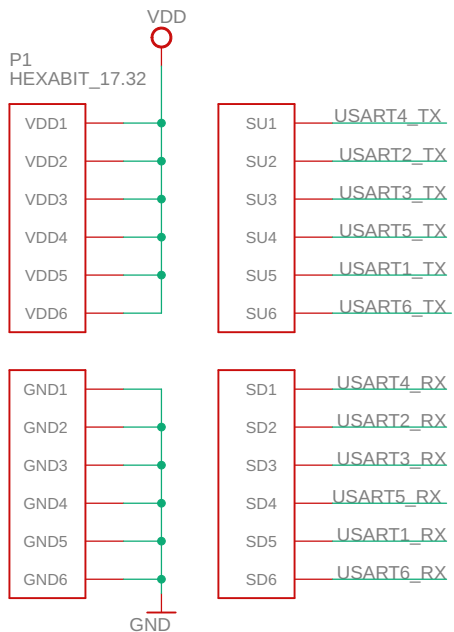 VDD
P1
HEXABIT_17.32
VDD1
VDD2
VDD3
VDD4
VDD5
VDD6
SU1 USART4_TX
SU2 USART2_TX
SU3 USART3_TX
SU4 USART5_TX
SU5 USART1_TX
SU6 USART6_TX
GND1
GND2
GND3
GND4
GND5
GND6
GND
SD1 USART4_RX
SD2 USART2_RX
SD3 USART3_RX
SD4 USART5_RX
SD5 USART1_RX
SD6 USART6_RX